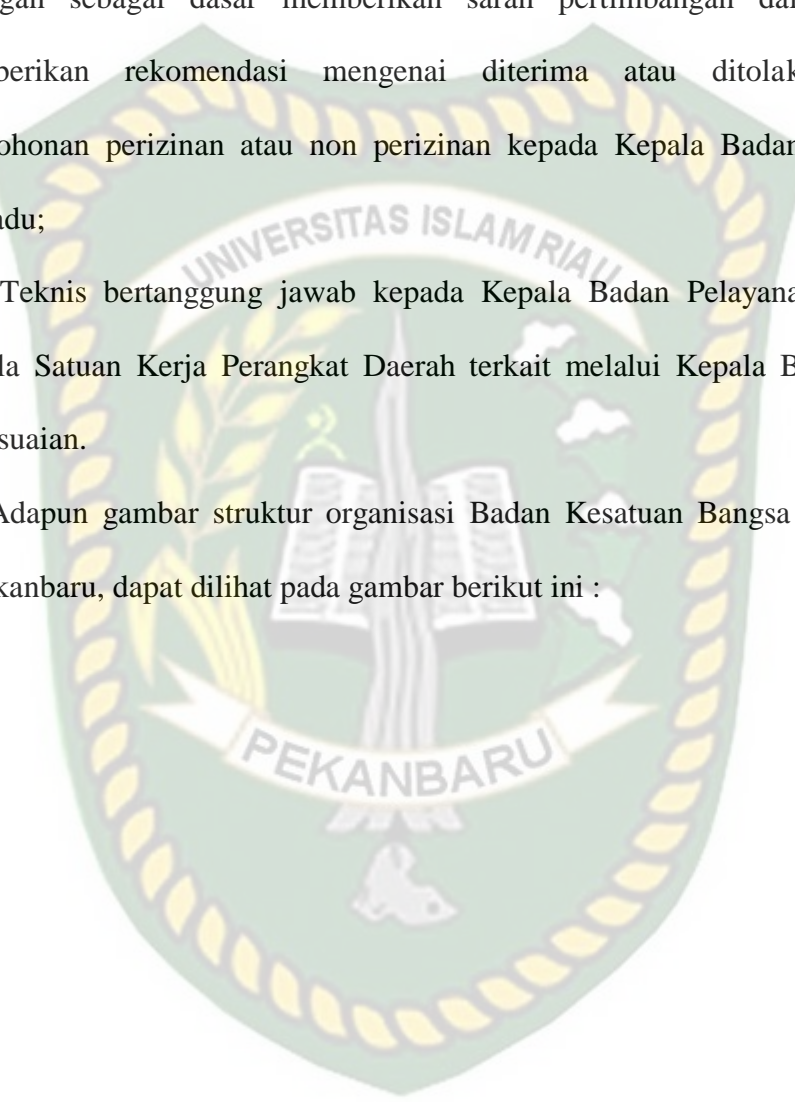 gan sebagai dasar memberikan saran pertimbangan
berikan rekomendasi mengenai diterima atau ditolak
ohonan perizinan atau non perizinan kepada Kepala Badan
adu;
UNIVERSITAS ISLAM RIAU
Teknis bertanggung jawab kepada Kepala Badan Pelayana
la Satuan Kerja Perangkat Daerah terkait melalui Kepala B
suaian.
Adapun gambar struktur organisasi Badan Kesatuan Bangsa
kanbaru, dapat dilihat pada gambar berikut ini :
PEKANBARU